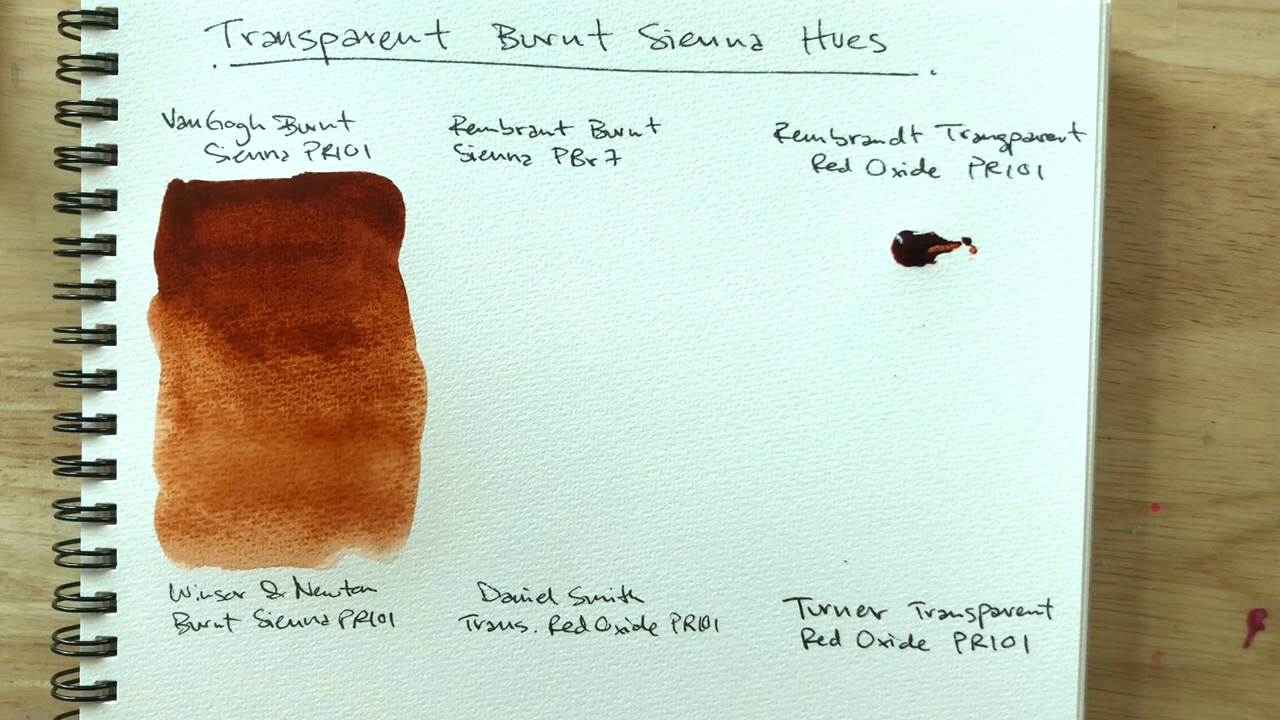 Transparent Burnt Sienna Hues
VanGogh Burnt
Sienna PR101
Rembrant Burnt
Sienna PBr7
Rembrandt Transparent
Red Oxide PR101
Winsor & Newton
Burnt Sienna PR101
Daniel Smith
Trans. Red Oxide PR101
Turner Transparent
Red Oxide PR101